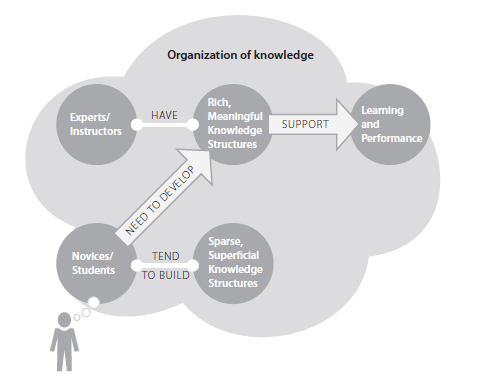 Organization of knowledge
Experts/
Instructors
HAVE
Rich,
Meaningful
Knowledge
Structures
SUPPORT
Learning
and
Performance
NEED TO DEVELOP
Novices/
Students
TEND
TO BUILD
Sparse,
Superficial
Knowledge
Structures